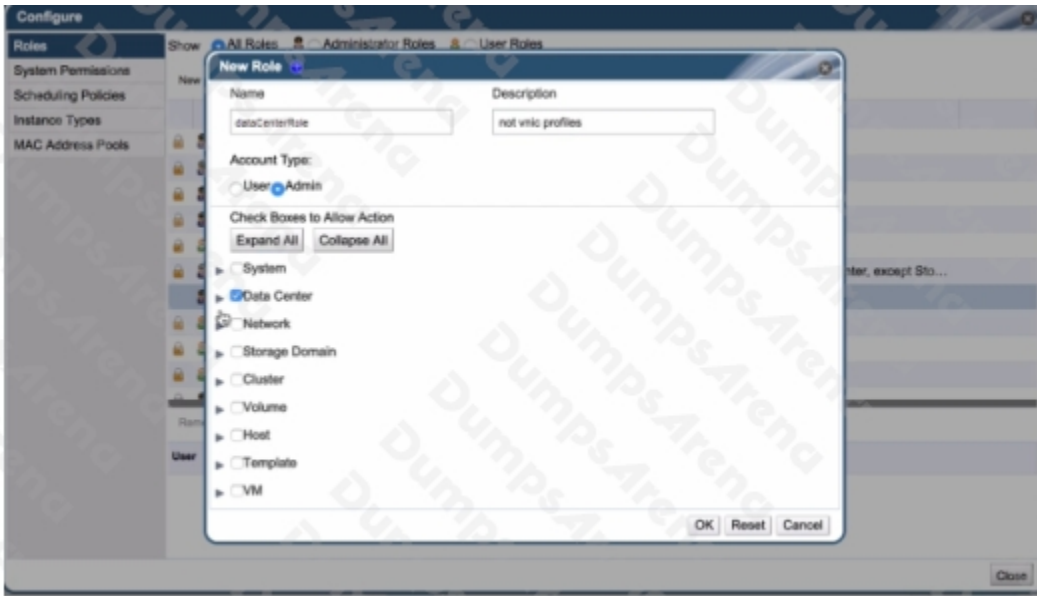 Configure
Roles
System Permissions
Scheduling Policies
Instance Types
MAC Address Pools
Show All Roles Administrator Roles User Roles
New
New Role
Name
Description
dataCenterRole
not vnic profiles
Account Type:
User Admin
Check Boxes to Allow Action
Expand All Collapse All
System
Data Center
Network
Storage Domain
Cluster
Volume
Host
Template
VM
OK Reset Cancel
nter, except Sto...
Rem
User
Close
DumpsArena